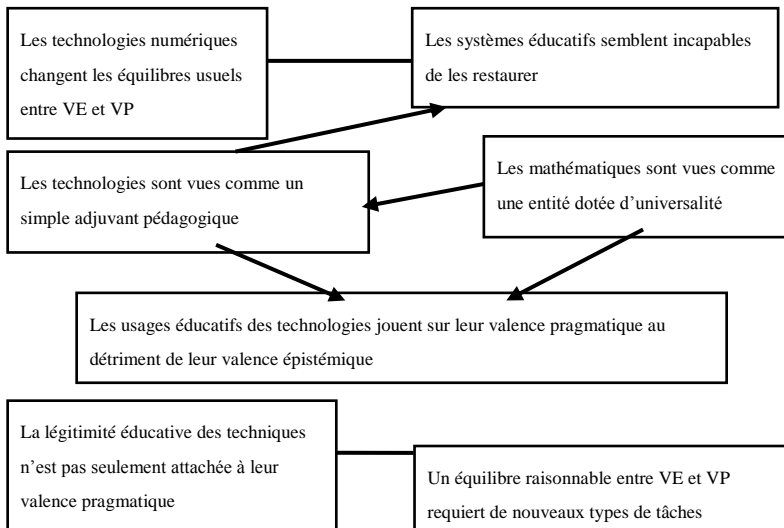 Les technologies numériques
changent les équilibres usuels
entre VE et VP
Les systèmes éducatifs semblent incapables
de les restaurer
Les technologies sont vues comme un
simple adjuvant pédagogique
Les mathématiques sont vues comme
une entité dotée d’universalité
Les usages éducatifs des technologies jouent sur leur valence pragmatique au
détriment de leur valence épistémique
La légitimité éducative des techniques
n’est pas seulement attachée à leur
valence pragmatique
Un équilibre raisonnable entre VE et VP
requiert de nouveaux types de tâches